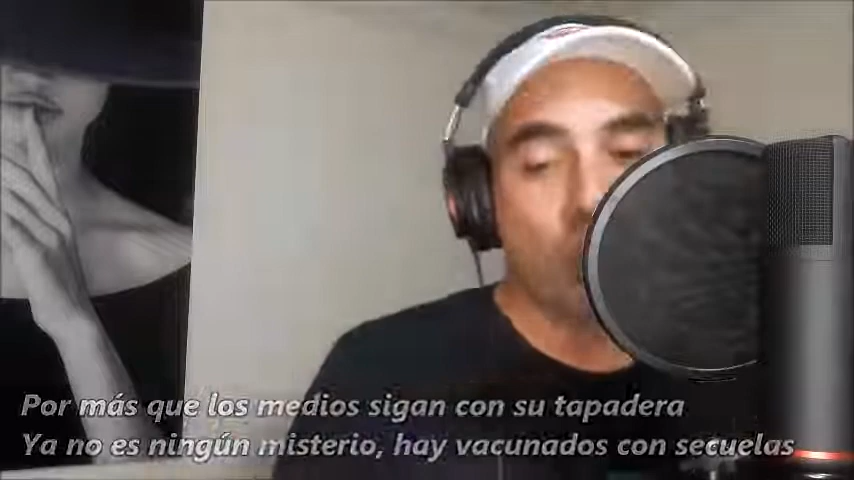 Por más que los medios sigan con su tapadera
Ya no es ningún misterio, hay vacunados con secuelas